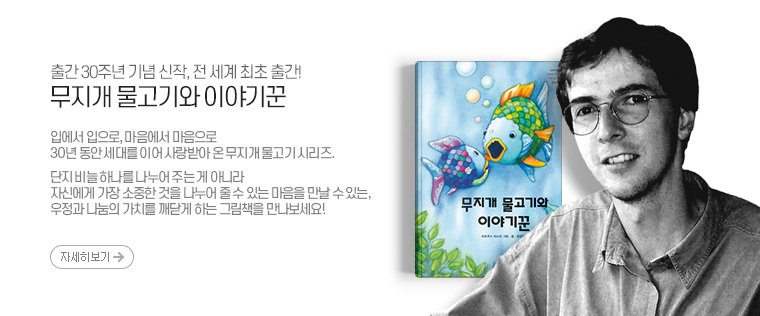 출간 30주년 기념 신작, 전 세계 최초 출간!
무지개 물고기와 이야기꾼
입에서 입으로, 마음에서 마음으로
30년 동안 세대를 이어 사랑받아 온 무지개 물고기 시리즈.
단지 비늘 하나를 나누어 주는 게 아니라
자신에게 가장 소중한 것을 나누어 줄 수 있는 마음을 만날 수 있는,
우정과 나눔의 가치를 깨닫게 하는 그림책을 만나보세요!
자세히보기
무지개 물고기와
이야기꾼